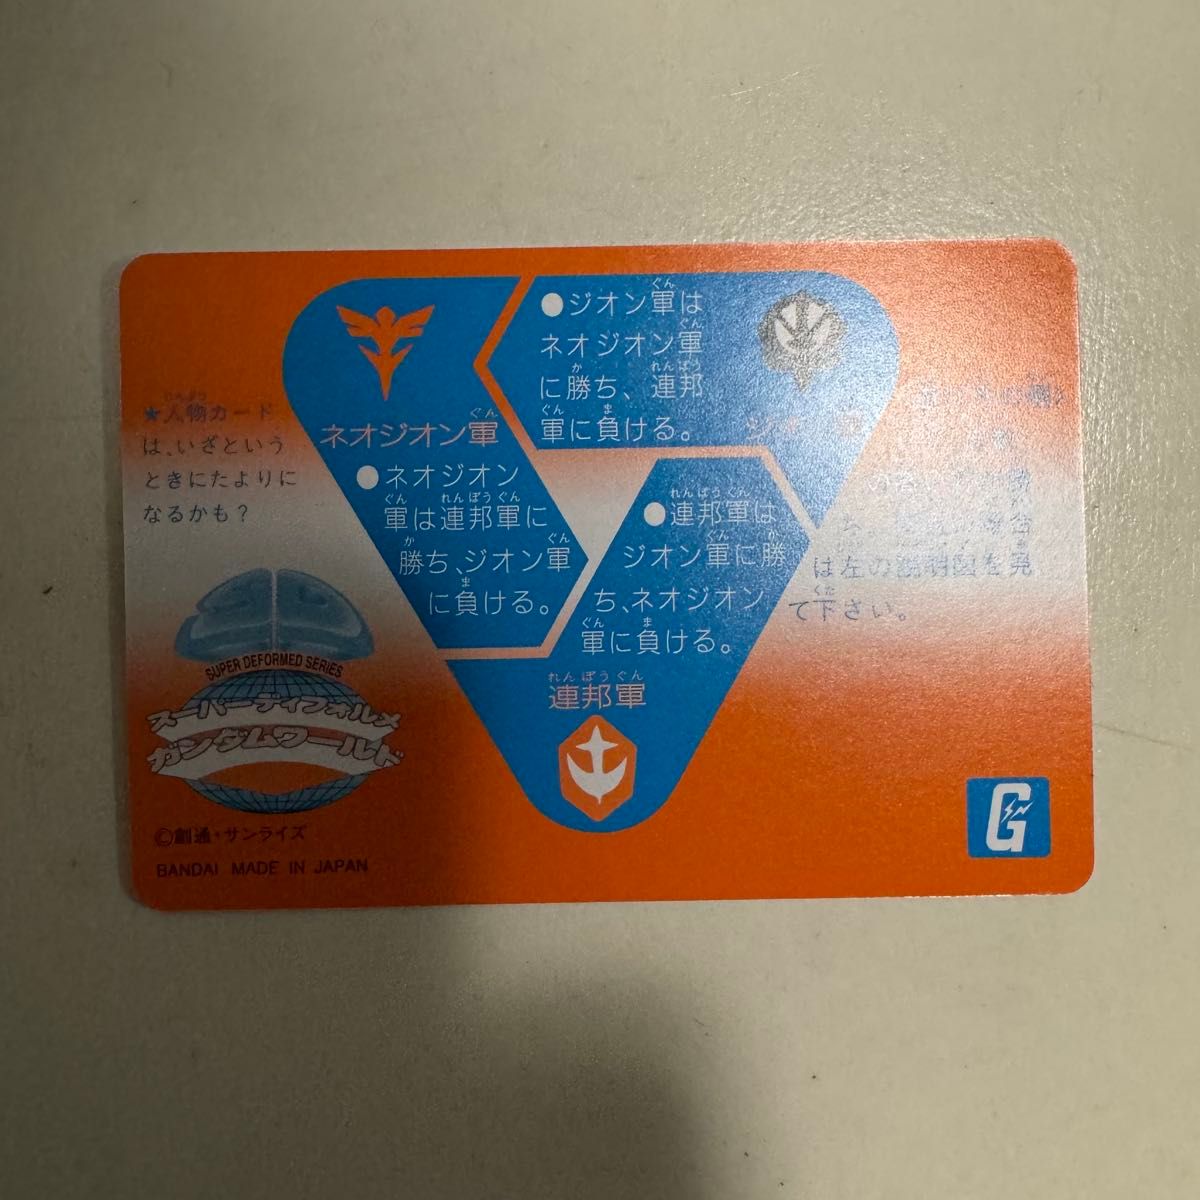 ●ジオン軍は
ネオジオン軍
に勝ち、連邦
軍に負ける。
ネオジオン軍
●ネオジオン
軍は連邦軍に
勝ち、ジオン軍
に負ける。
●連邦軍は
ジオン軍に勝
ち、ネオジオン
軍に負ける。
連邦軍
★人物カード
は、いざという
ときにたよりに
なるかも?
は左の説明図を見
て下さい。
SUPER DEFORMED SERIES
スーパーディフォルメ
ガンダムワールド
©創通・サンライズ
BANDAI MADE IN JAPAN
G